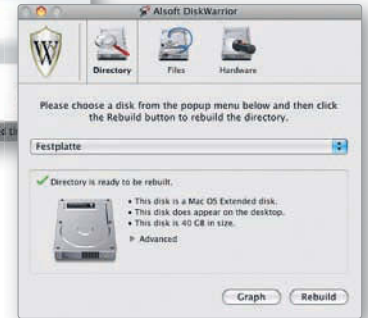 Alsoft DiskWarrior
W
Directory Files Hardware
Please choose a disk from the popup menu below and then click
the Rebuild button to rebuild the directory.
Festplatte
Directory is ready to be rebuilt.
• This disk is a Mac OS Extended disk.
• This disk does appear on the desktop.
• This disk is 40 GB in size.
Advanced
Graph Rebuild